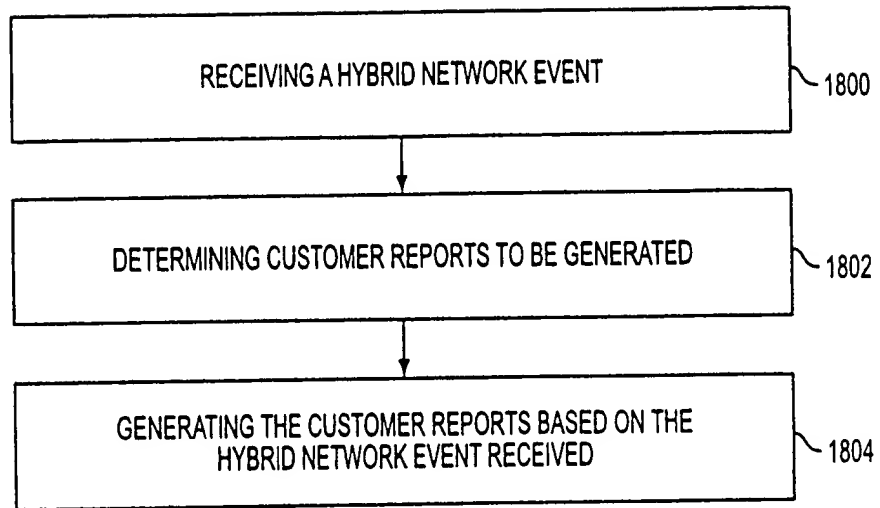 RECEIVING A HYBRID NETWORK EVENT
1800
DETERMINING CUSTOMER REPORTS TO BE GENERATED
1802
GENERATING THE CUSTOMER REPORTS BASED ON THE
HYBRID NETWORK EVENT RECEIVED
1804